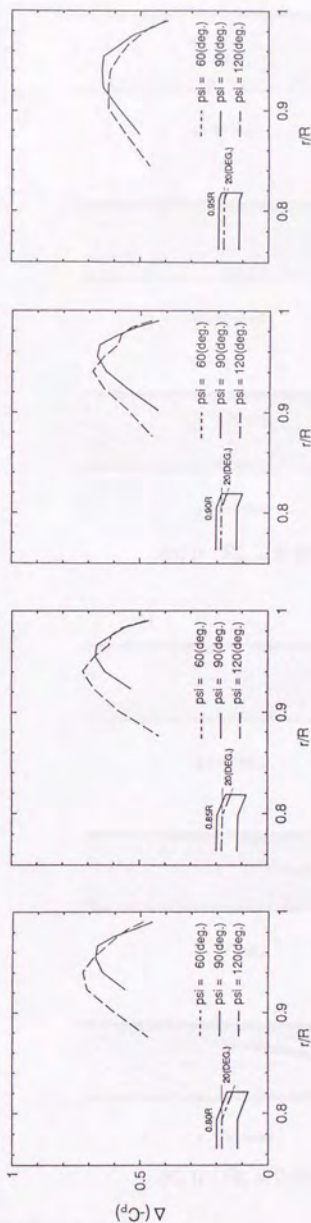 Δ(-Cp)
1
0.5
0
0.80R
20(DEG.)
psi = 60(deg.)
psi = 90(deg.)
psi = 120(deg.)
0.8
0.9
1
r/R
0.85R
20(DEG.)
psi = 60(deg.)
psi = 90(deg.)
psi = 120(deg.)
0.8
0.9
1
r/R
0.90R
20(DEG.)
psi = 60(deg.)
psi = 90(deg.)
psi = 120(deg.)
0.8
0.9
1
r/R
0.95R
20(DEG.)
psi = 60(deg.)
psi = 90(deg.)
psi = 120(deg.)
0.8
0.9
1
r/R